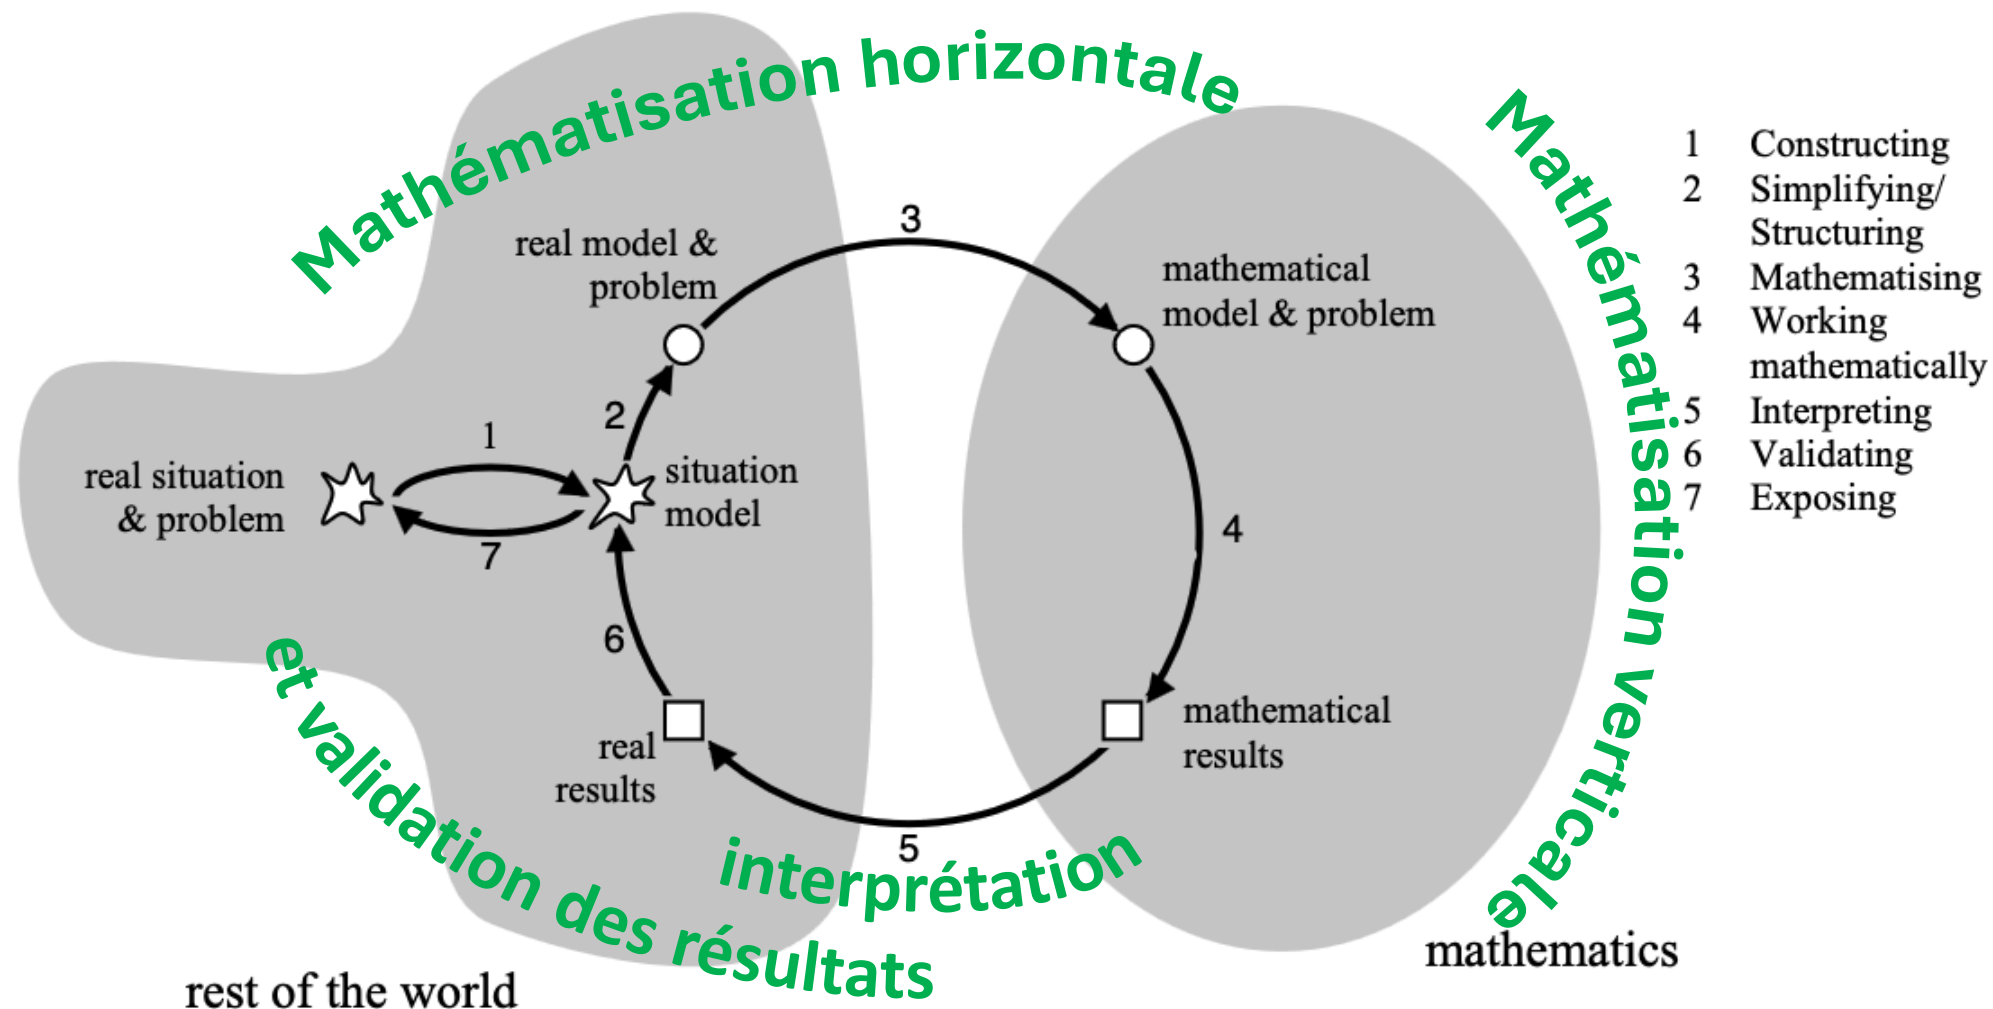 Mathématisation horizontale
Mathématisation verticale
1 Constructing
2 Simplifying/
Structuring
3 Mathematising
4 Working
mathematically
5 Interpreting
6 Validating
7 Exposing
3
real model &
problem
mathematical
model & problem
2
1
real situation
& problem
situation
model
7
4
6
real
results
mathematical
results
5
interprétation
et validation des résultats
rest of the world
mathematics